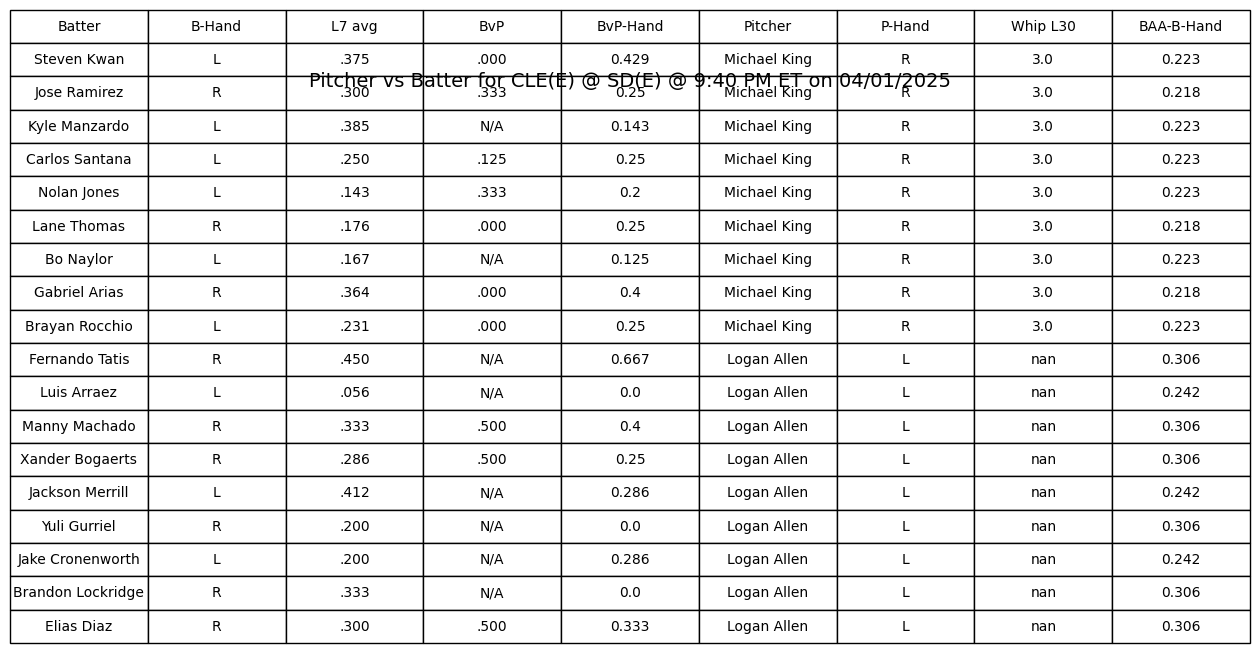 Batter B-Hand L7 avg BvP BvP-Hand Pitcher P-Hand Whip L30 BAA-B-Hand
Steven Kwan L .375 .000 0.429 Michael King R 3.0 0.223
Pitcher vs Batter for CLE(E) @ SD(E) @ 9:40 PM ET on 04/01/2025
Jose Ramirez R .300 .333 0.25 Michael King R 3.0 0.218
Kyle Manzardo L .385 N/A 0.143 Michael King R 3.0 0.223
Carlos Santana L .250 .125 0.25 Michael King R 3.0 0.223
Nolan Jones L .143 .333 0.2 Michael King R 3.0 0.223
Lane Thomas R .176 .000 0.25 Michael King R 3.0 0.218
Bo Naylor L .167 N/A 0.125 Michael King R 3.0 0.223
Gabriel Arias R .364 .000 0.4 Michael King R 3.0 0.218
Brayan Rocchio L .231 .000 0.25 Michael King R 3.0 0.223
Fernando Tatis R .450 N/A 0.667 Logan Allen L nan 0.306
Luis Arraez L .056 N/A 0.0 Logan Allen L nan 0.242
Manny Machado R .333 .500 0.4 Logan Allen L nan 0.306
Xander Bogaerts R .286 .500 0.25 Logan Allen L nan 0.306
Jackson Merrill L .412 N/A 0.286 Logan Allen L nan 0.242
Yuli Gurriel R .200 N/A 0.0 Logan Allen L nan 0.306
Jake Cronenworth L .200 N/A 0.286 Logan Allen L nan 0.242
Brandon Lockridge R .333 N/A 0.0 Logan Allen L nan 0.306
Elias Diaz R .300 .500 0.333 Logan Allen L nan 0.306